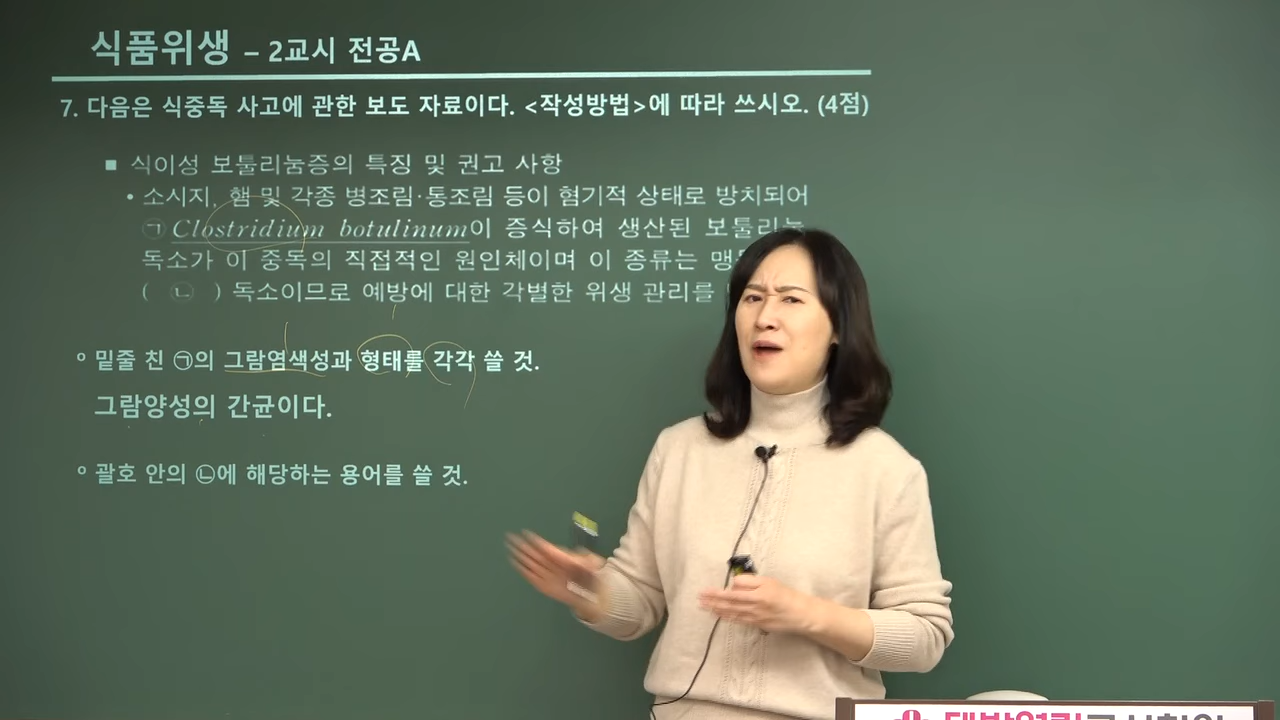 식품위생 – 2교시 전공A
7. 다음은 식중독 사고에 관한 보도 자료이다. <작성방법>에 따라 쓰시오. (4점)
■ 식이성 보툴리눔증의 특징 및 권고 사항
• 소시지, 햄 및 각종 병조림·통조림 등이 혐기적 상태로 방치되어
㉠ Clostridium botulinum이 증식하여 생산된 보툴리눔
독소가 이 중독의 직접적인 원인체이며 이 종류는
( ㉡ ) 독소이므로 예방에 대한 각별한 위생 관리를
○ 밑줄 친 ㉠의 그람염색성과 형태를 각각 쓸 것.
그람양성의 간균이다.
○ 괄호 안의 ㉡에 해당하는 용어를 쓸 것.